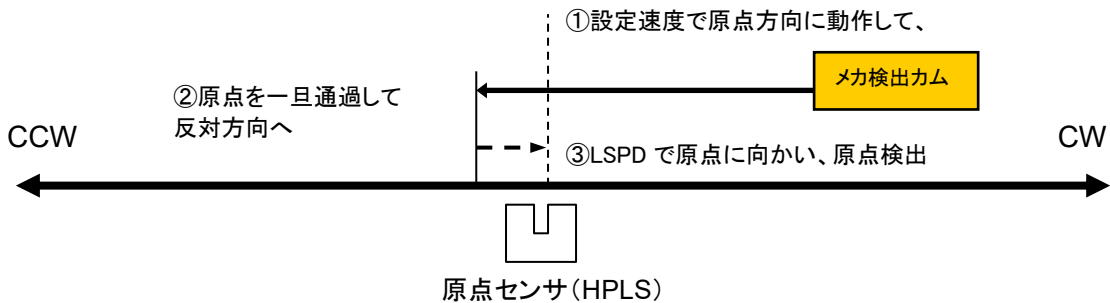 ①設定速度で原点方向に動作して、
メカ検出カム
②原点を一旦通過して
反対方向へ
CCW
CW
③LSPD で原点に向かい、原点検出
原点センサ（HPLS）